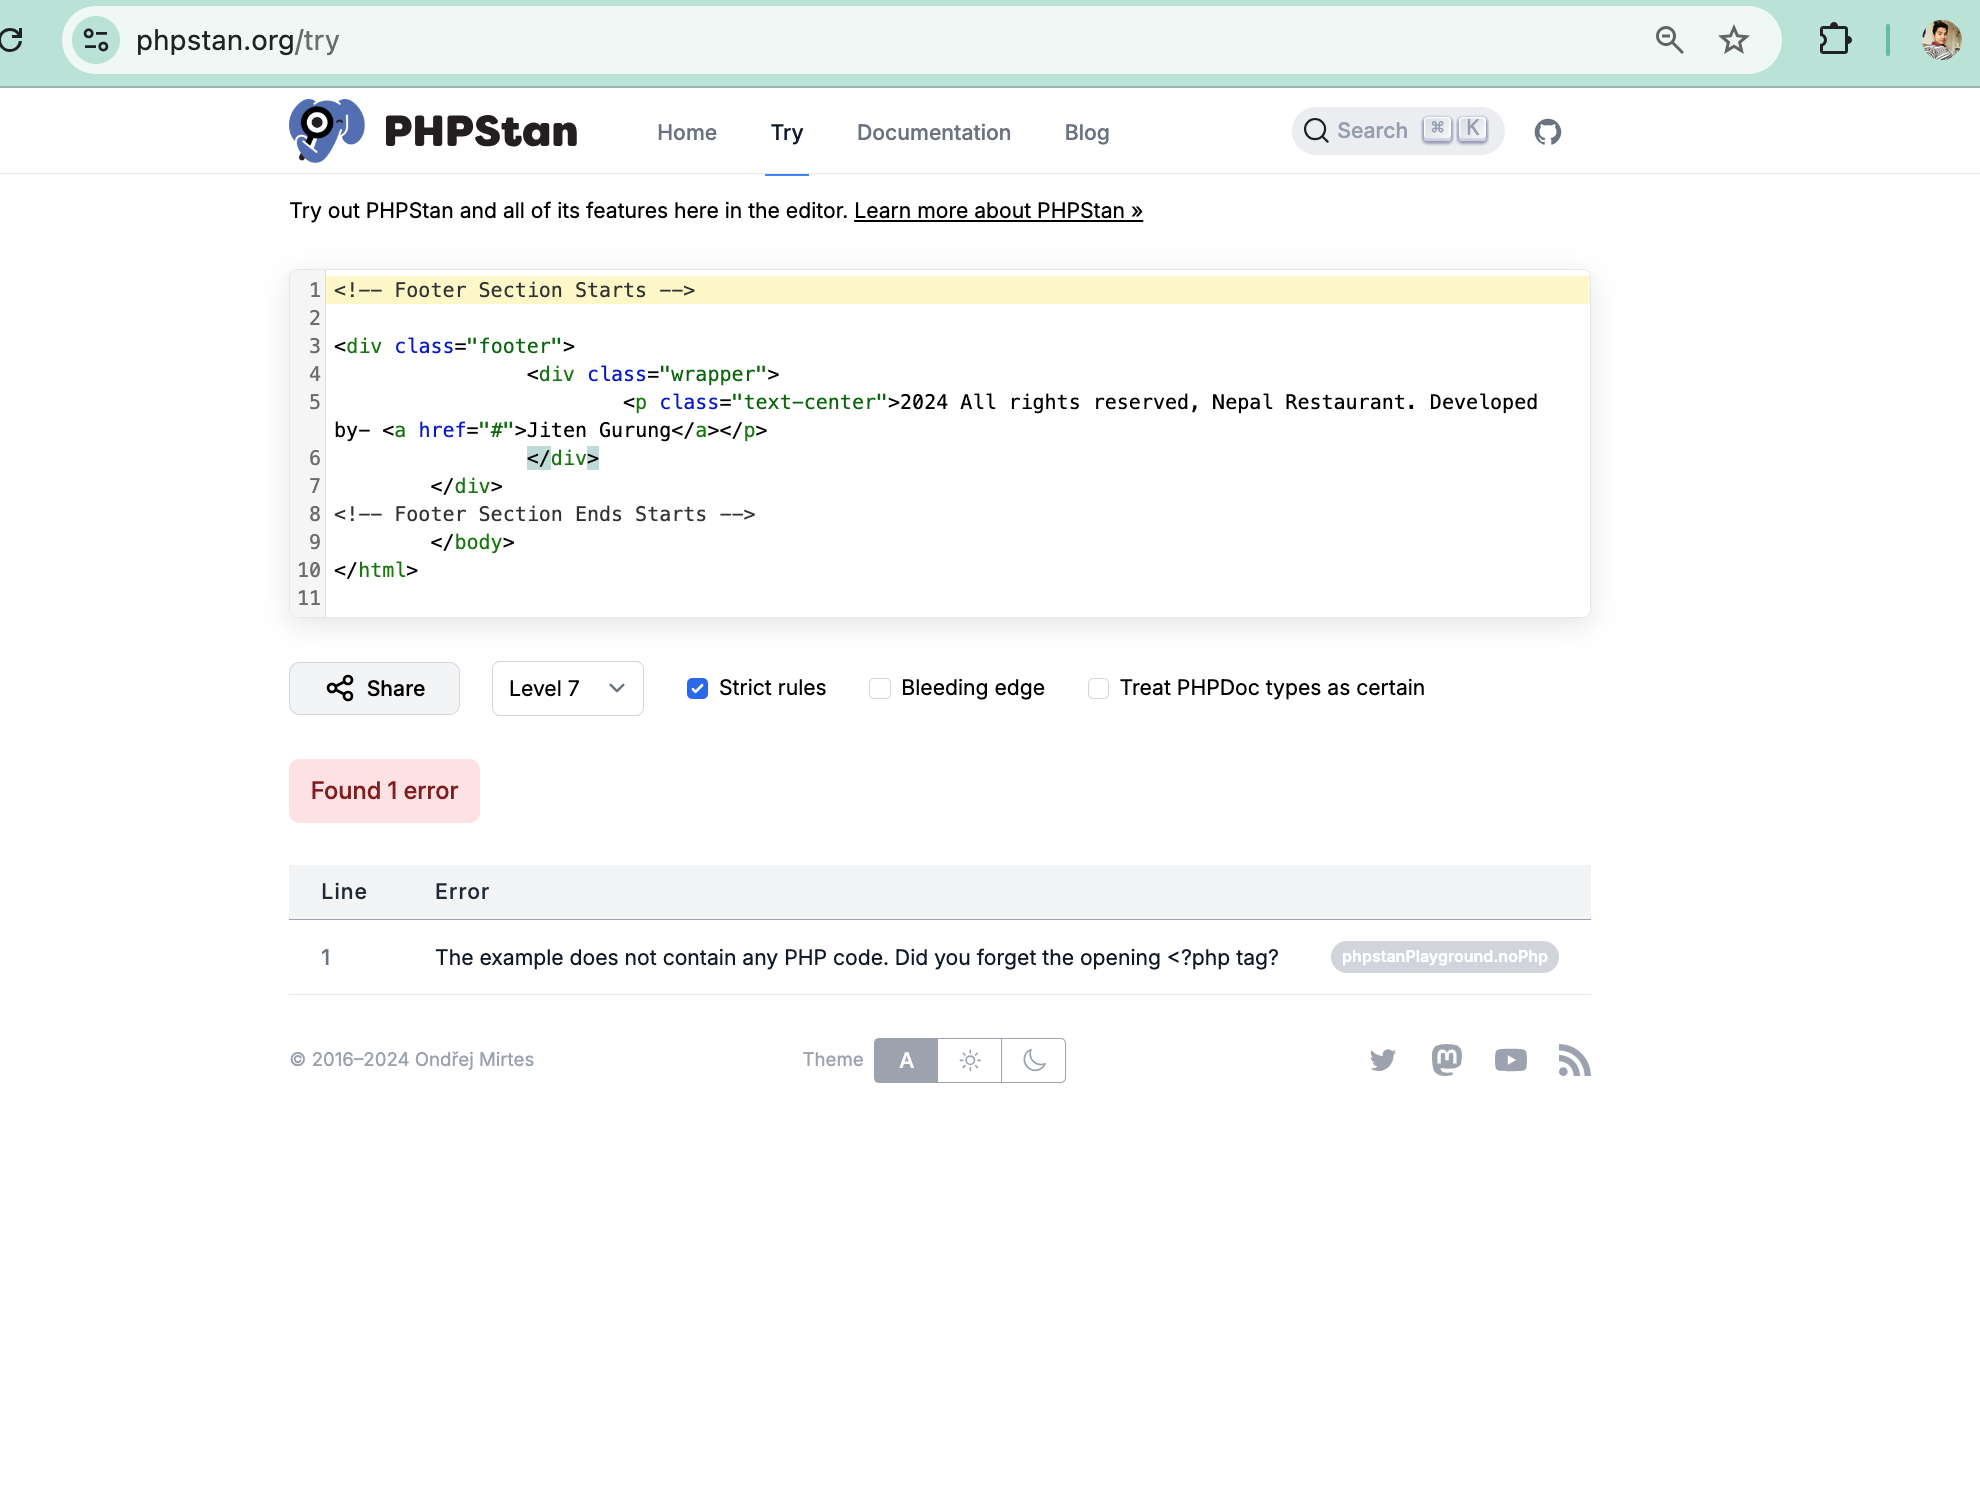 phpstan.org/try
PHPStan
Home Try Documentation Blog
Search ⌘ K
Try out PHPStan and all of its features here in the editor. Learn more about PHPStan »
1 <!-- Footer Section Starts -->
2
3 <div class="footer">
4 <div class="wrapper">
5 <p class="text-center">2024 All rights reserved, Nepal Restaurant. Developed
by- <a href="#">Jiten Gurung</a></p>
6 </div>
7 </div>
8 <!-- Footer Section Ends Starts -->
9 </body>
10 </html>
11
Share Level 7 Strict rules Bleeding edge Treat PHPDoc types as certain
Found 1 error
Line Error
1 The example does not contain any PHP code. Did you forget the opening <?php tag? phpstanPlayground.noPhp
© 2016–2024 Ondřej Mirtes Theme A